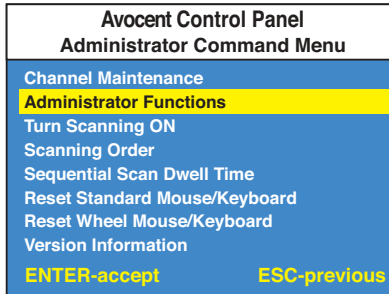 Avocent Control Panel
Administrator Command Menu
Channel Maintenance
Administrator Functions
Turn Scanning ON
Scanning Order
Sequential Scan Dwell Time
Reset Standard Mouse/Keyboard
Reset Wheel Mouse/Keyboard
Version Information
ENTER-accept ESC-previous